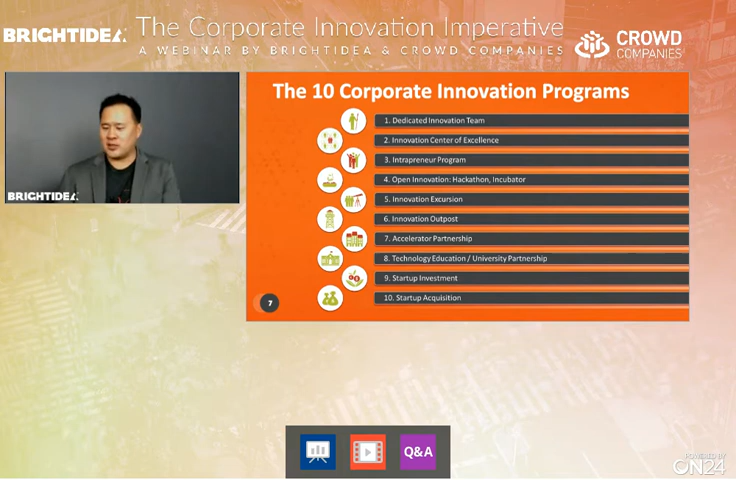 BRIGHTIDEA
The Corporate Innovation Imperative
A WEBINAR BY BRIGHTIDEA & CROWD COMPANIES
CROWD
COMPANIES
BRIGHTIDEA
The 10 Corporate Innovation Programs
1. Dedicated Innovation Team
2. Innovation Center of Excellence
3. Intrapreneur Program
4. Open Innovation: Hackathon, Incubator
5. Innovation Excursion
6. Innovation Outpost
7. Accelerator Partnership
8. Technology Education / University Partnership
9. Startup Investment
10. Startup Acquisition
7
Q&A
POWERED BY
ON24